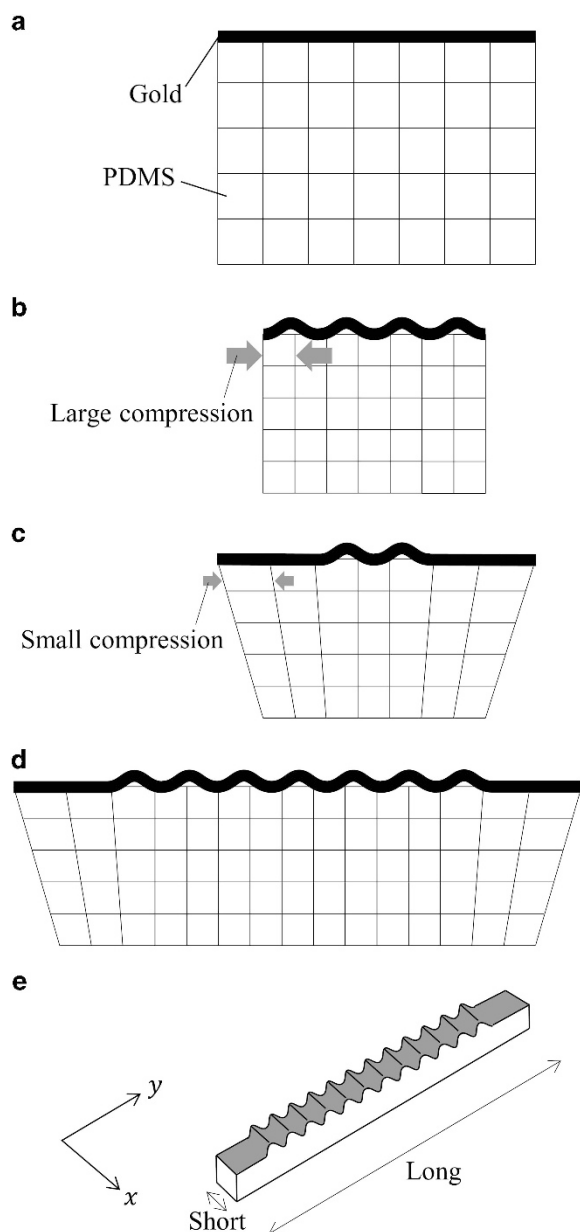 a
Gold
PDMS
b
Large compression
c
Small compression
d
e
y
x
Short
Long